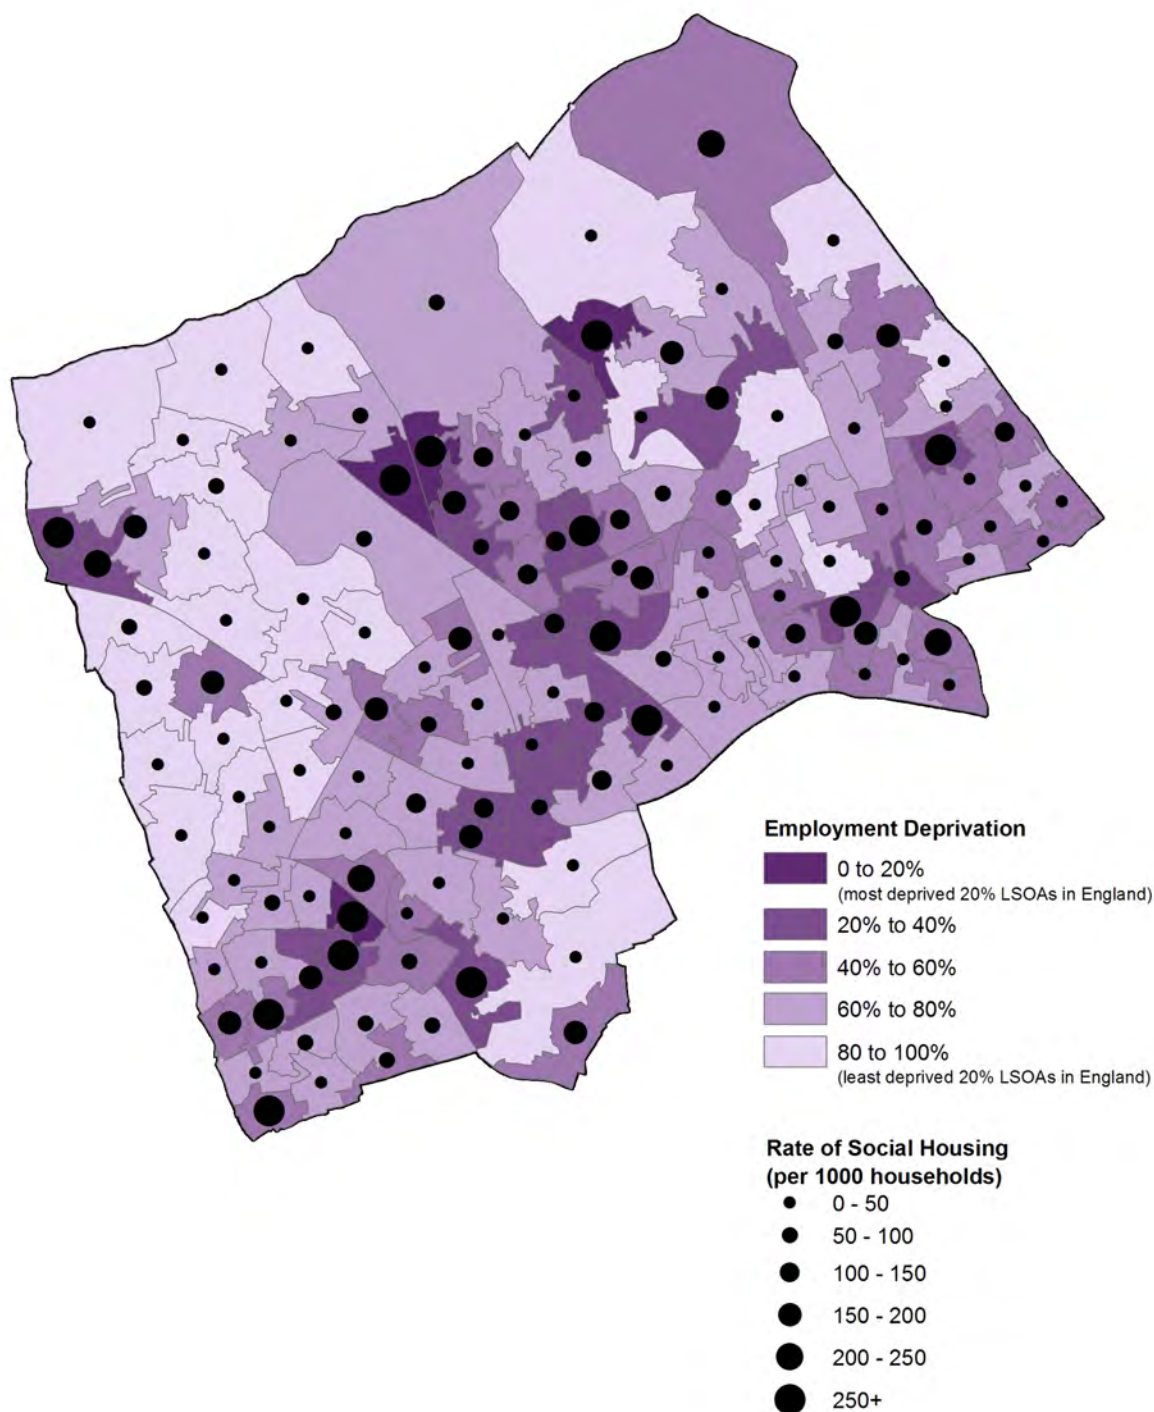 Employment Deprivation
0 to 20%
(most deprived 20% LSOAs in England)
20% to 40%
40% to 60%
60% to 80%
80 to 100%
(least deprived 20% LSOAs in England)
Rate of Social Housing
(per 1000 households)
0 - 50
50 - 100
100 - 150
150 - 200
200 - 250
250+